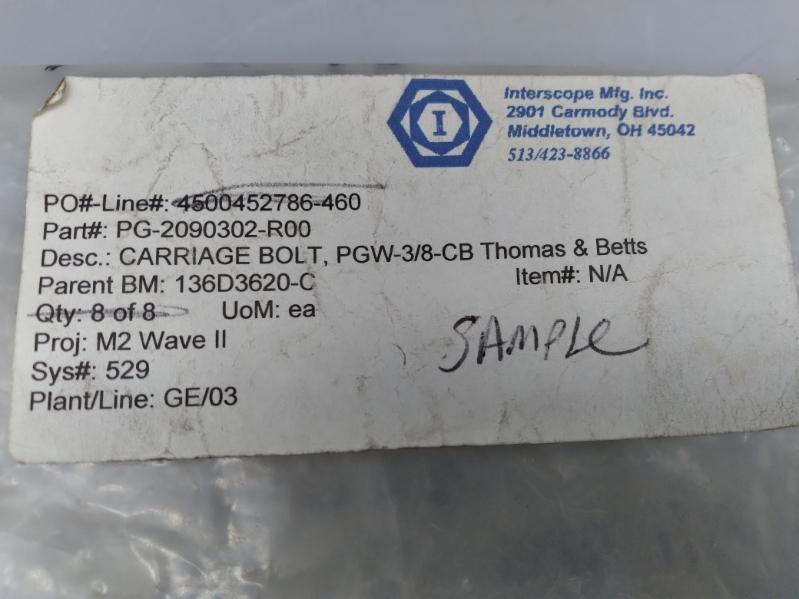 I
Interscope Mfg. Inc.
2901 Carmody Blvd.
Middletown, OH 45042
513/423-8866
PO#-Line#: 4500452786-460
Part#: PG-2090302-R00
Desc.: CARRIAGE BOLT, PGW-3/8-CB Thomas & Betts
Parent BM: 136D3620-C Item#: N/A
Qty: 8 of 8 UoM: ea
Proj: M2 Wave II
SAMPLE
Sys#: 529
Plant/Line: GE/03